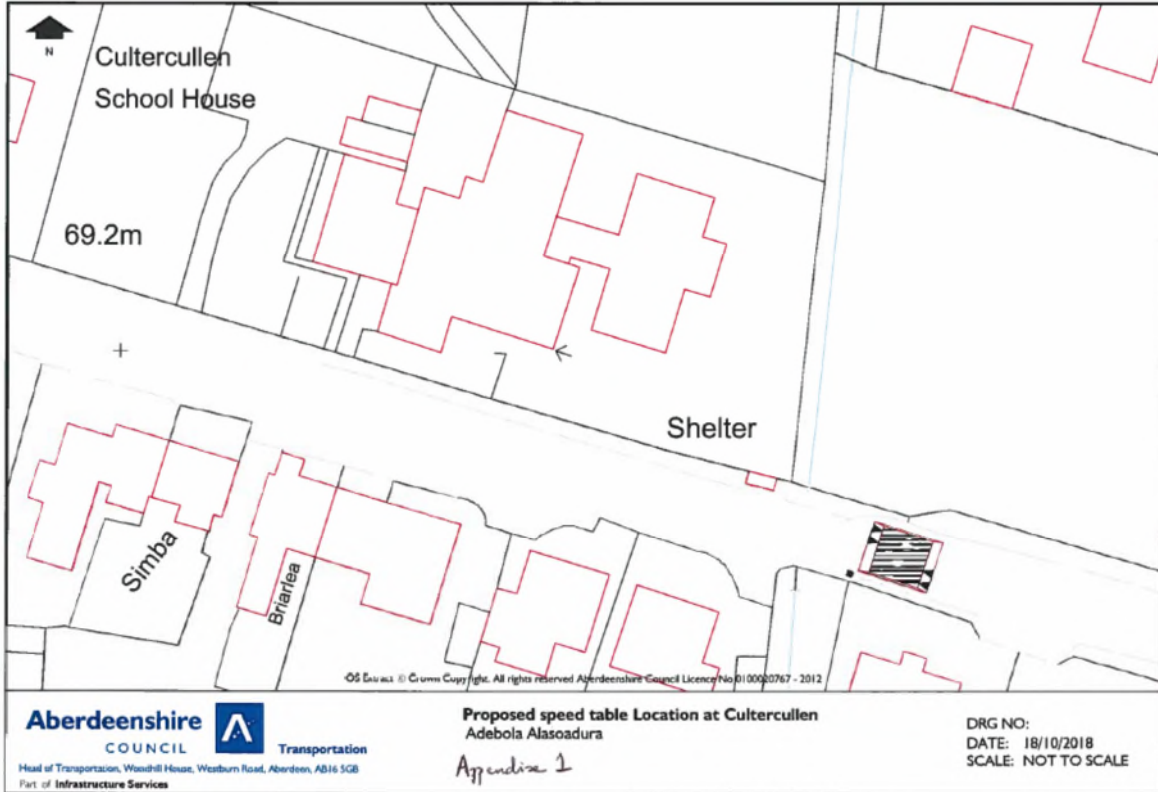 N
Cultercullen
School House
69.2m
Shelter
Simba
Briarlea
OS Extract © Crown Copyright. All rights reserved Aberdeenshire Council Licence No 0100020767 - 2012
Aberdeenshire
COUNCIL
Transportation
Head of Transportation, Woodhill House, Westburn Road, Aberdeen, AB16 5GB
Part of Infrastructure Services
Proposed speed table Location at Cultercullen
Adebola Alasoadura
Appendixe 1
DRG NO:
DATE: 18/10/2018
SCALE: NOT TO SCALE